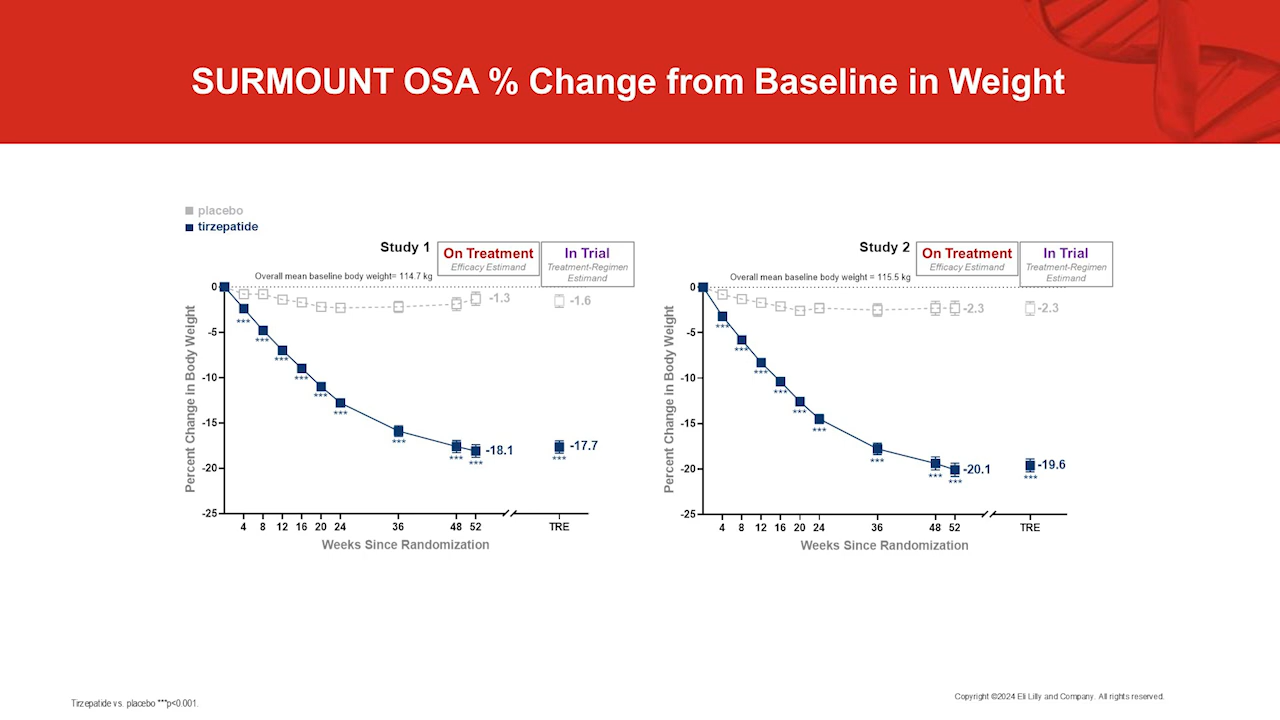 SURMOUNT OSA % Change from Baseline in Weight
placebo
tirzepatide
Study 1
On Treatment
Efficacy Estimand
In Trial
Treatment-Regimen
Estimand
Overall mean baseline body weight= 114.7 kg
Percent Change in Body Weight
0
-5
-10
-15
-20
-25
-1.3
-1.6
***
***
***
***
***
***
***
***
***
***
-18.1
-17.7
4 8 12 16 20 24 36 48 52 TRE
Weeks Since Randomization
Study 2
On Treatment
Efficacy Estimand
In Trial
Treatment-Regimen
Estimand
Overall mean baseline body weight = 115.5 kg
Percent Change in Body Weight
0
-5
-10
-15
-20
-25
-2.3
-2.3
***
***
***
***
***
***
***
***
***
***
-20.1
-19.6
4 8 12 16 20 24 36 48 52 TRE
Weeks Since Randomization
Tirzepatide vs. placebo ***p<0.001.
Copyright ©2024 Eli Lilly and Company. All rights reserved.